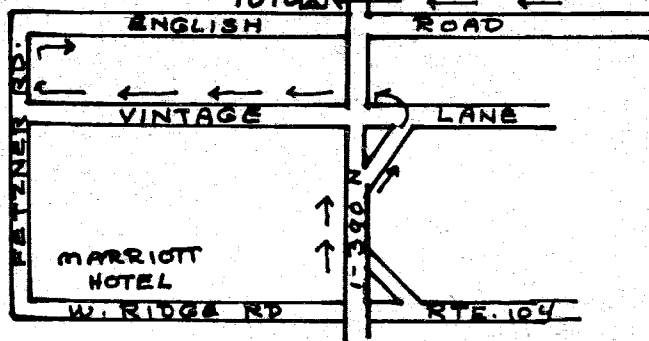 ENGLISH ROAD
FETZNER RD.
VINTAGE LANE
I-390 N
MARRIOTT
HOTEL
W. RIDGE RD RTE. 104